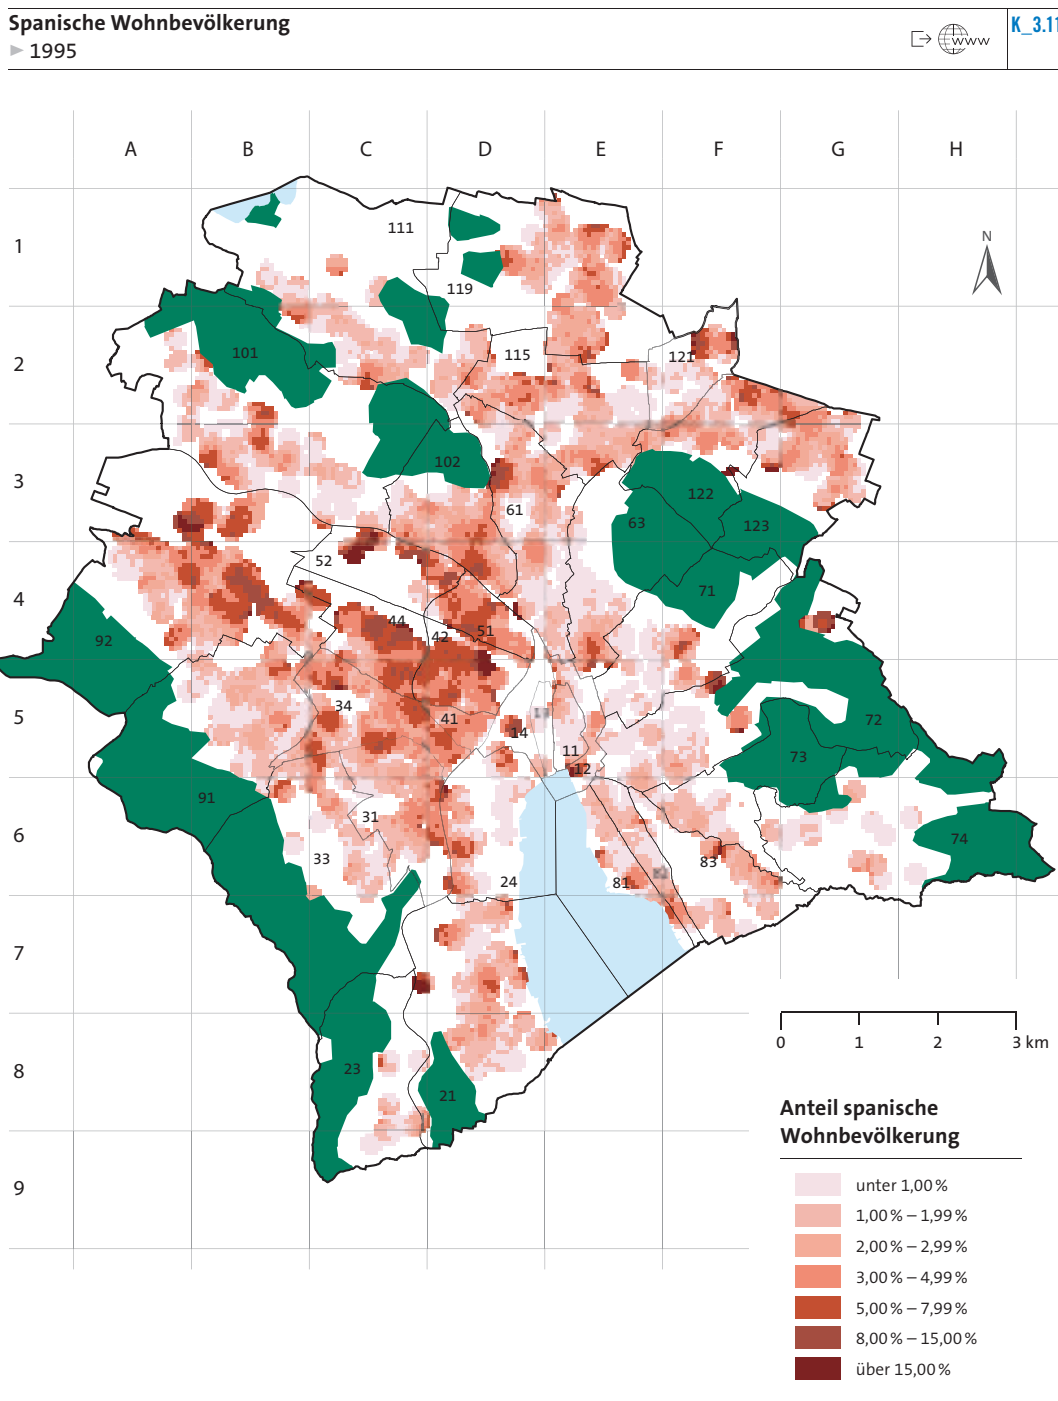 Spanische Wohnbevölkerung
► 1995
www
K_3.11
A B C D E F G H
1
111
119
N
2
101
115
121
3
102
61
63
122
123
4
52
71
92
44
42
51
5
34
41
14
13
11
12
72
73
6
91
31
33
24
81
83
74
7
0 1 2 3 km
8
23
21
9
Anteil spanische
Wohnbevölkerung
unter 1,00 %
1,00 % – 1,99 %
2,00 % – 2,99 %
3,00 % – 4,99 %
5,00 % – 7,99 %
8,00 % – 15,00 %
über 15,00 %